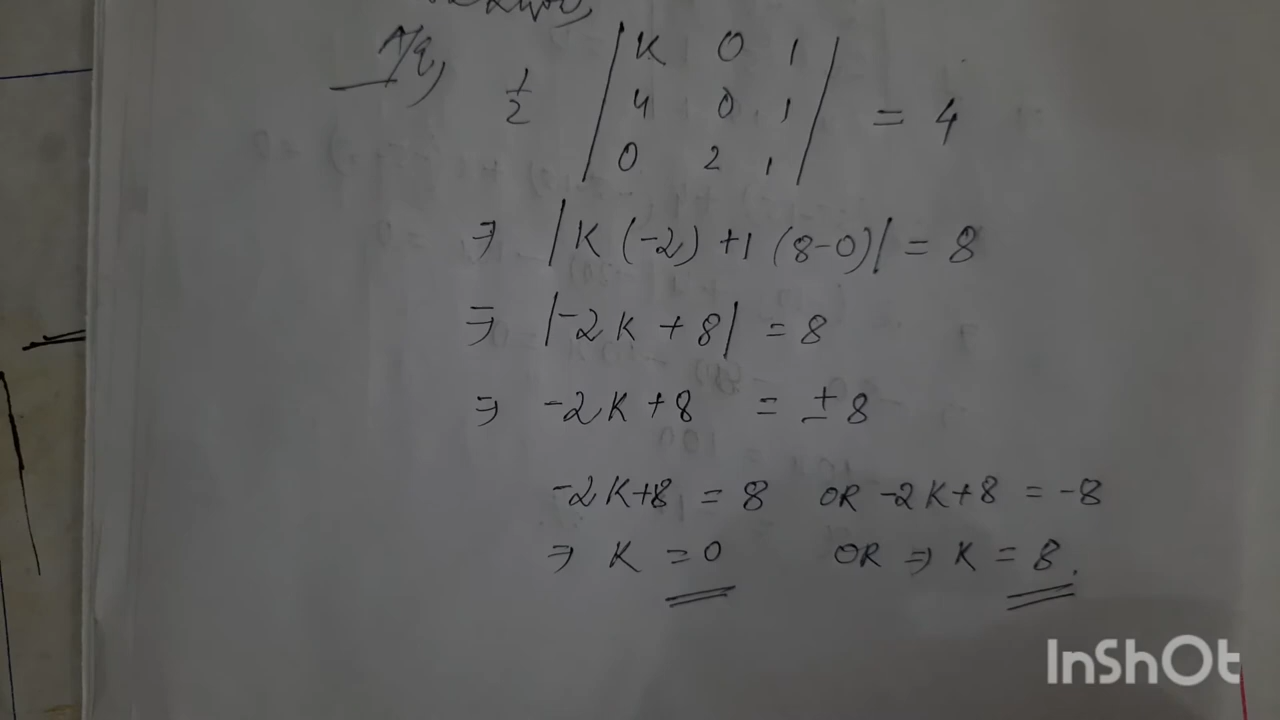 A/q,
1/2 | K 0 1 |
| 4 0 1 | = 4
| 0 2 1 |
⇒ |K (-2) +1 (8-0)| = 8
⇒ |-2K + 8| = 8
⇒ -2K + 8 = ± 8
-2K+8 = 8 OR -2K+8 = -8
⇒ K = 0 OR ⇒ K = 8.
InShOt